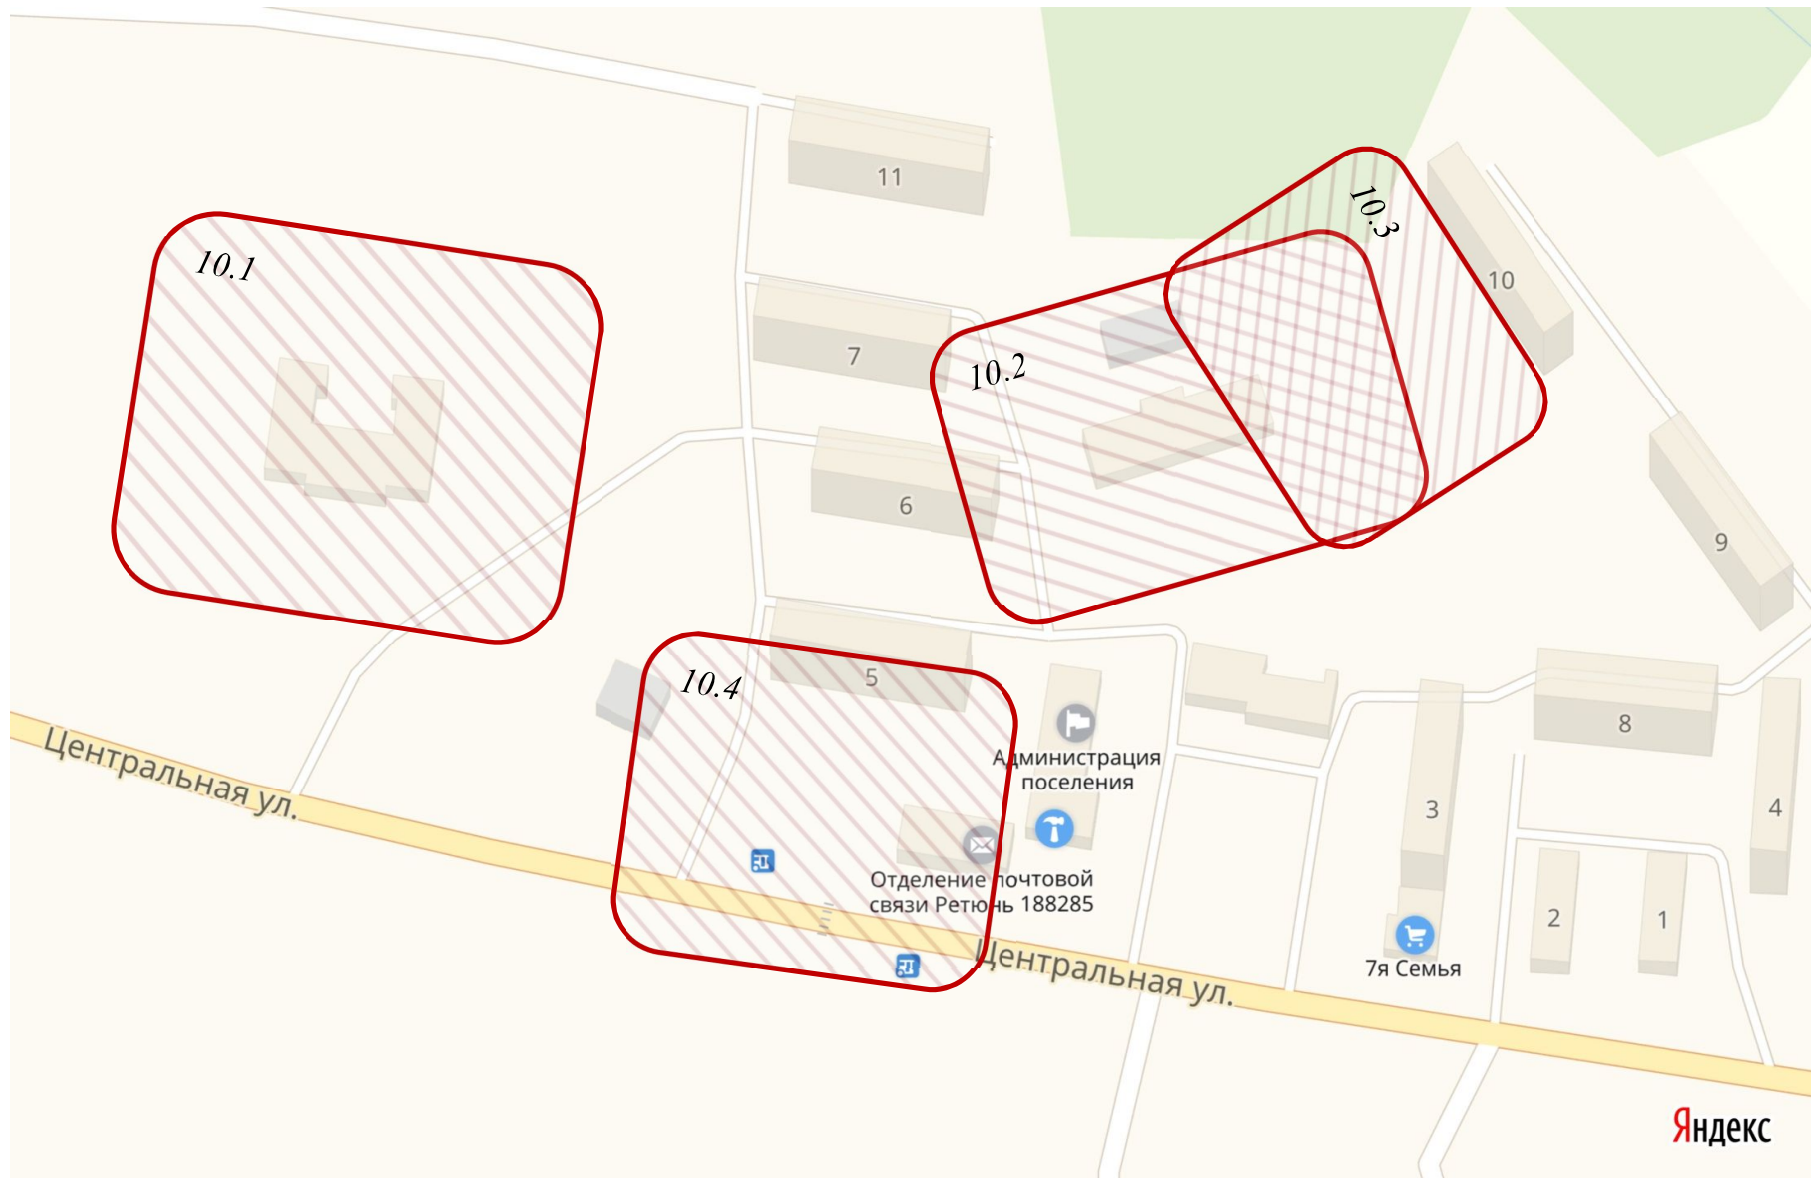 11
10.3
10.1
10
7
10.2
6
9
5
10.4
Администрация
поселения
8
Центральная ул.
3
4
Отделение почтовой
связи Ретюнь 188285
2
1
Центральная ул.
7я Семья
Яндекс